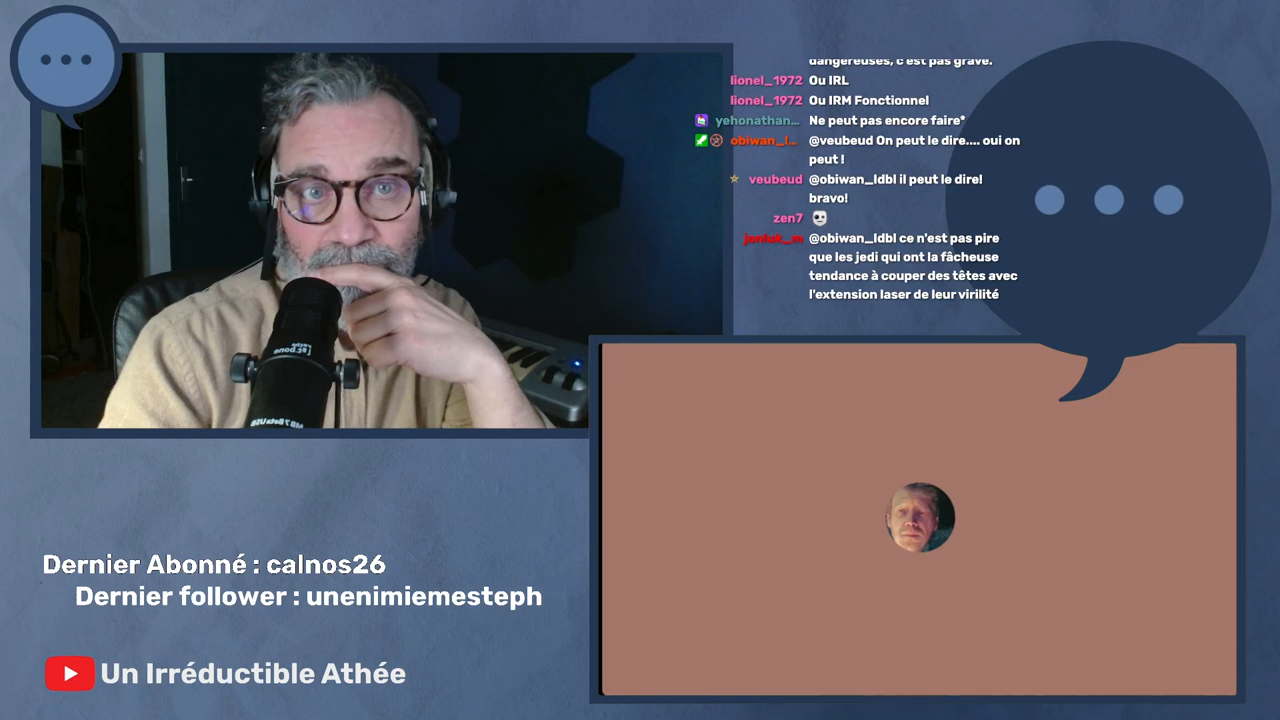 dangereuses, c'est pas grave.
lionel_1972 Ou IRL
lionel_1972 Ou IRM Fonctionnel
yehonathan... Ne peut pas encore faire*
obiwan_l... @veubeud On peut le dire.... oui on
peut !
veubeud @obiwan_ldbl il peut le dire!
bravo!
zen7
@obiwan_ldbl ce n'est pas pire
que les jedi qui ont la fâcheuse
tendance à couper des têtes avec
l'extension laser de leur virilité
Dernier Abonné : calnos26
Dernier follower : unenimiemesteph
Un Irréductible Athée